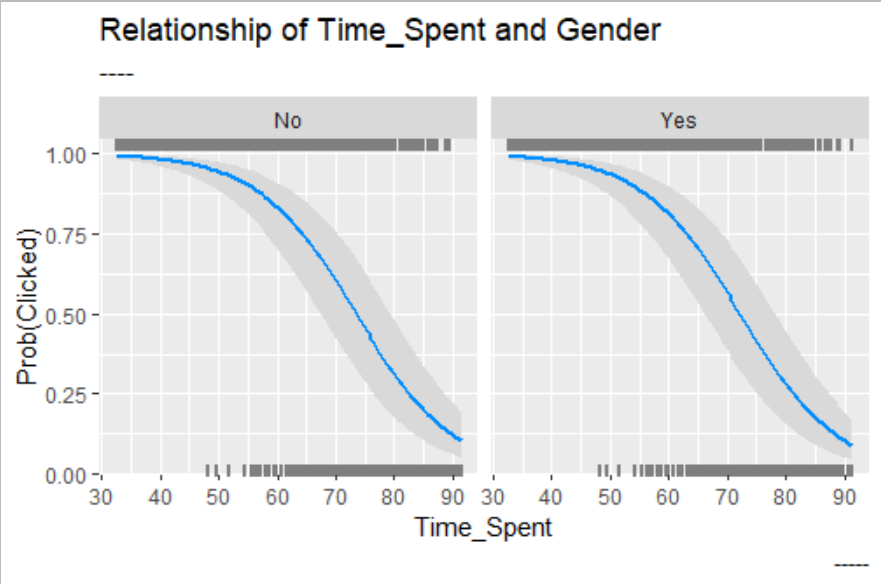 Relationship of Time_Spent and Gender
----
No Yes
1.00
0.75
0.50
0.25
0.00
Prob(Clicked)
30 40 50 60 70 80 90 30 40 50 60 70 80 90
Time_Spent
-----